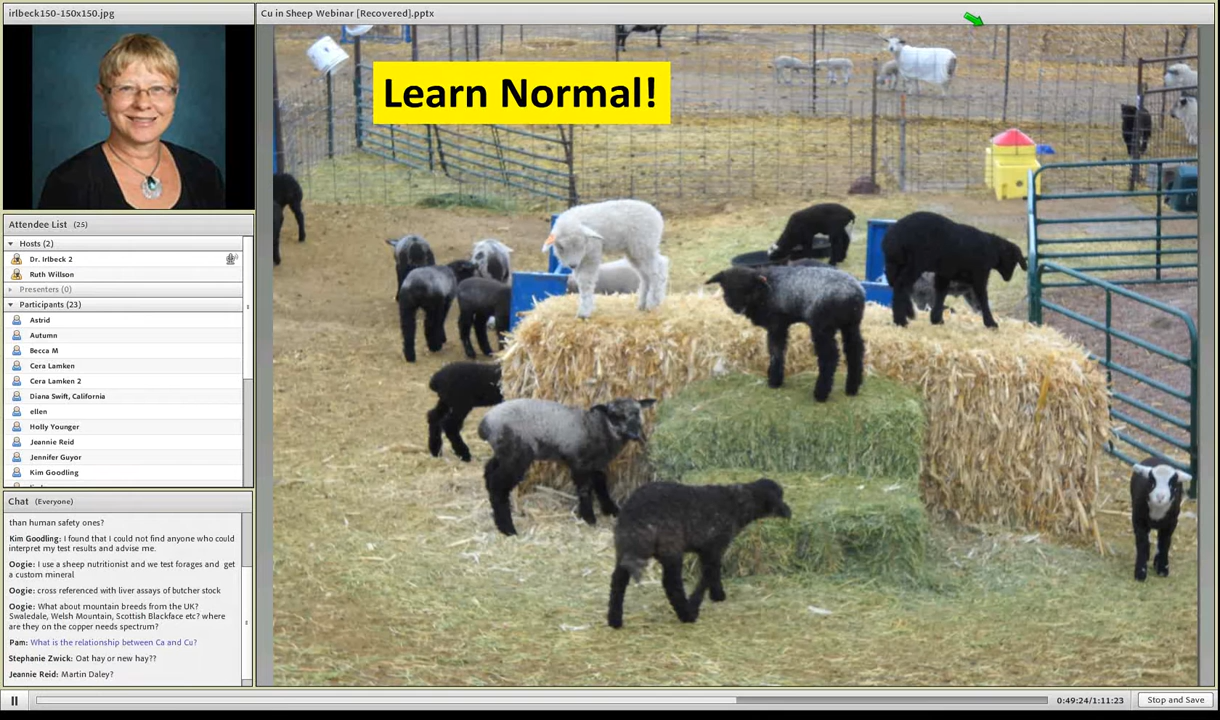 irlbeck150-150x150.jpg
Cu in Sheep Webinar [Recovered].pptx
Learn Normal!
Attendee List (25)
Hosts (2)
Dr. Irlbeck 2
Ruth Willson
Presenters (0)
Participants (23)
Astrid
Autumn
Becca M
Cera Lamken
Cera Lamken 2
Diana Swift, California
ellen
Holly Younger
Jeannie Reid
Jennifer Guyor
Kim Goodling
Chat (Everyone)
than human safety ones?
Kim Goodling: I found that I could not find anyone who could
interpret my test results and advise me.
Oogie: I use a sheep nutritionist and we test forages and get
a custom mineral
Oogie: cross referenced with liver assays of butcher stock
Oogie: What about mountain breeds from the UK?
Swaledale, Welsh Mountain, Scottish Blackface etc? where
are they on the copper needs spectrum?
Pam: What is the relationship between Ca and Cu?
Stephanie Zwick: Oat hay or new hay??
Jeannie Reid: Martin Daley?
0:49:24/1:11:23
Stop and Save